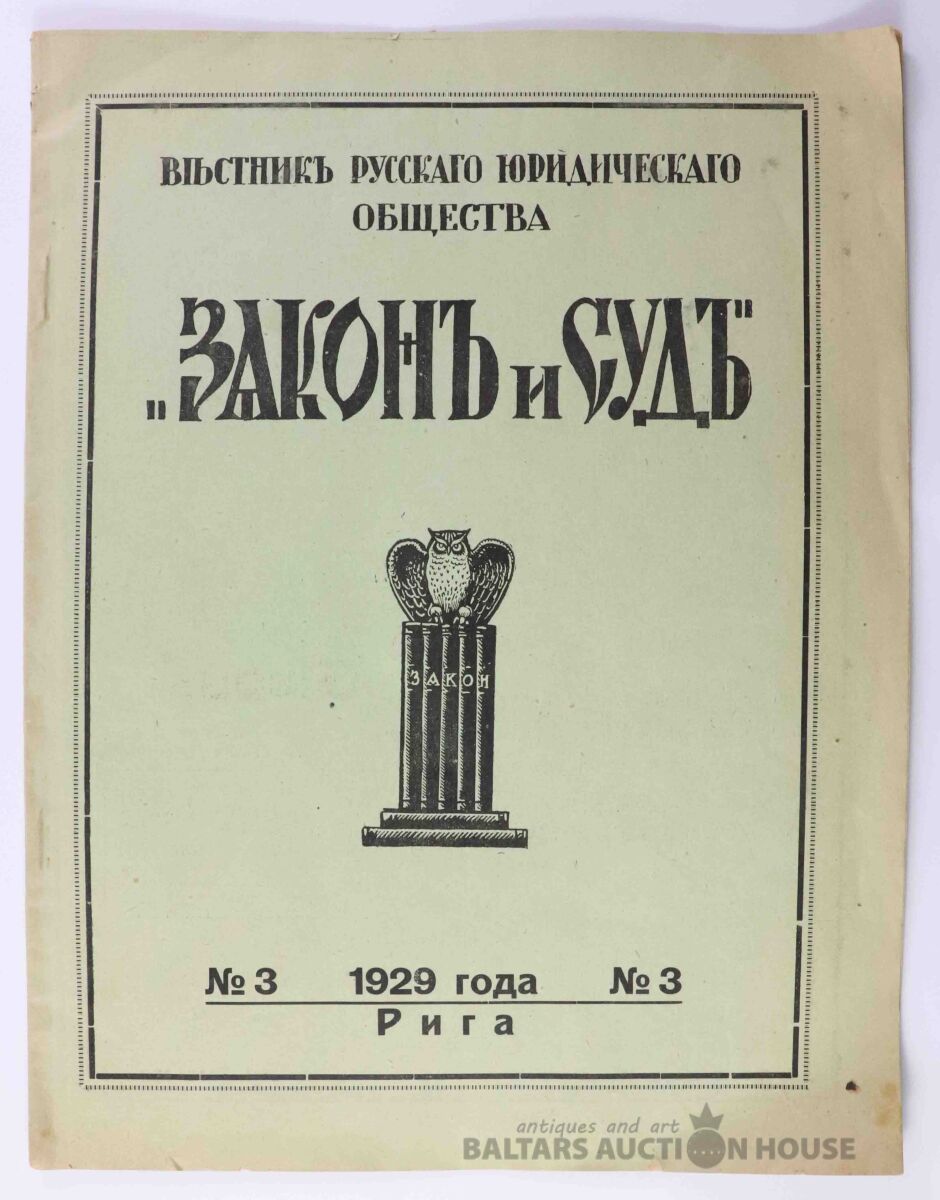 ВѢСТНИКЪ РУССКАГО ЮРИДИЧЕСКАГО
ОБЩЕСТВА
„ЗАКОНЪ и СУДЪ"
ЗАКОН
№ 3 1929 года № 3
Рига
antiques and art
BALTARS AUCTION HOUSE